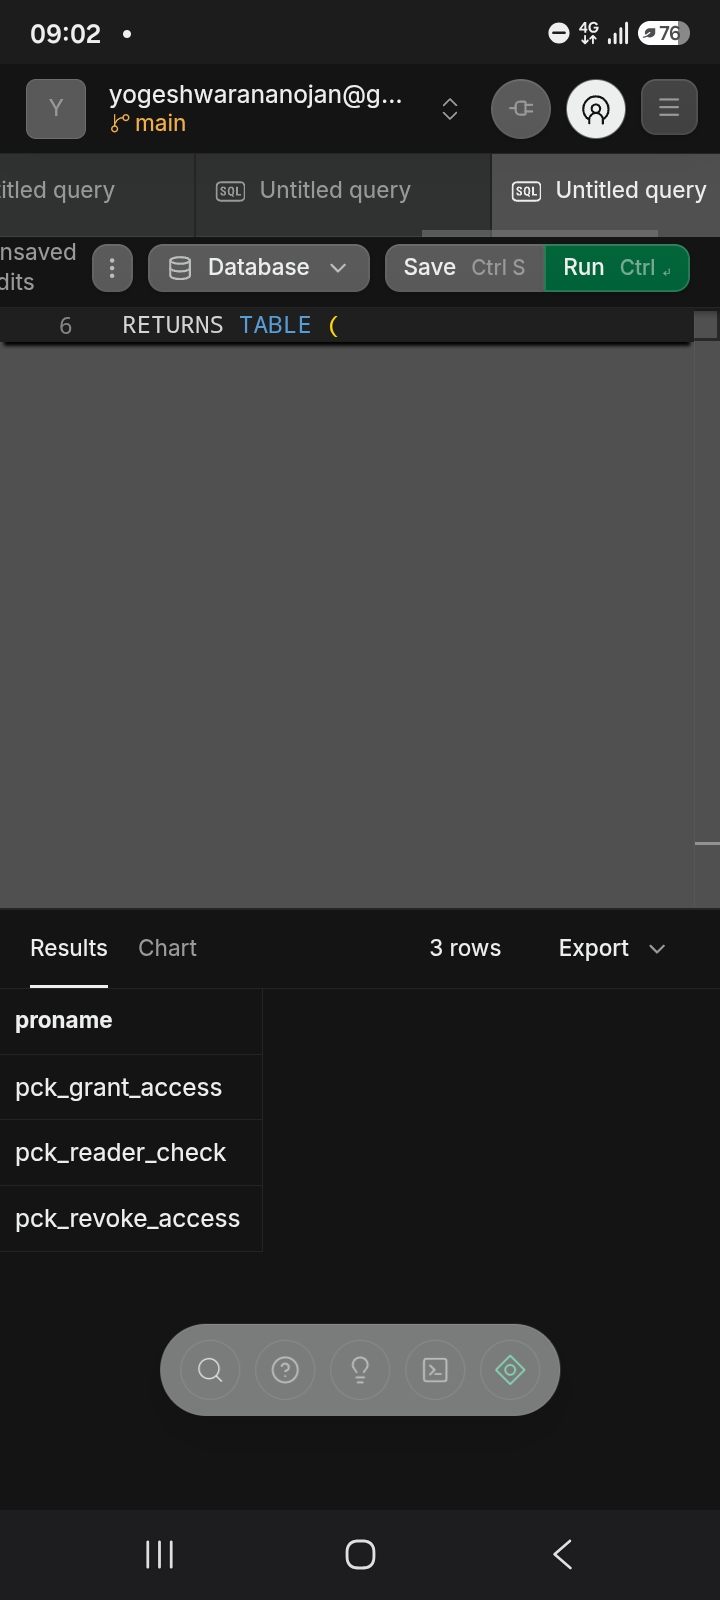 09:02
4G
76
Y
yogeshwarananojan@g...
main
titled query
SQL Untitled query
SQL Untitled query
nsaved
dits
Database
Save Ctrl S
Run Ctrl ↲
6 RETURNS TABLE (
Results Chart 3 rows Export
proname
pck_grant_access
pck_reader_check
pck_revoke_access